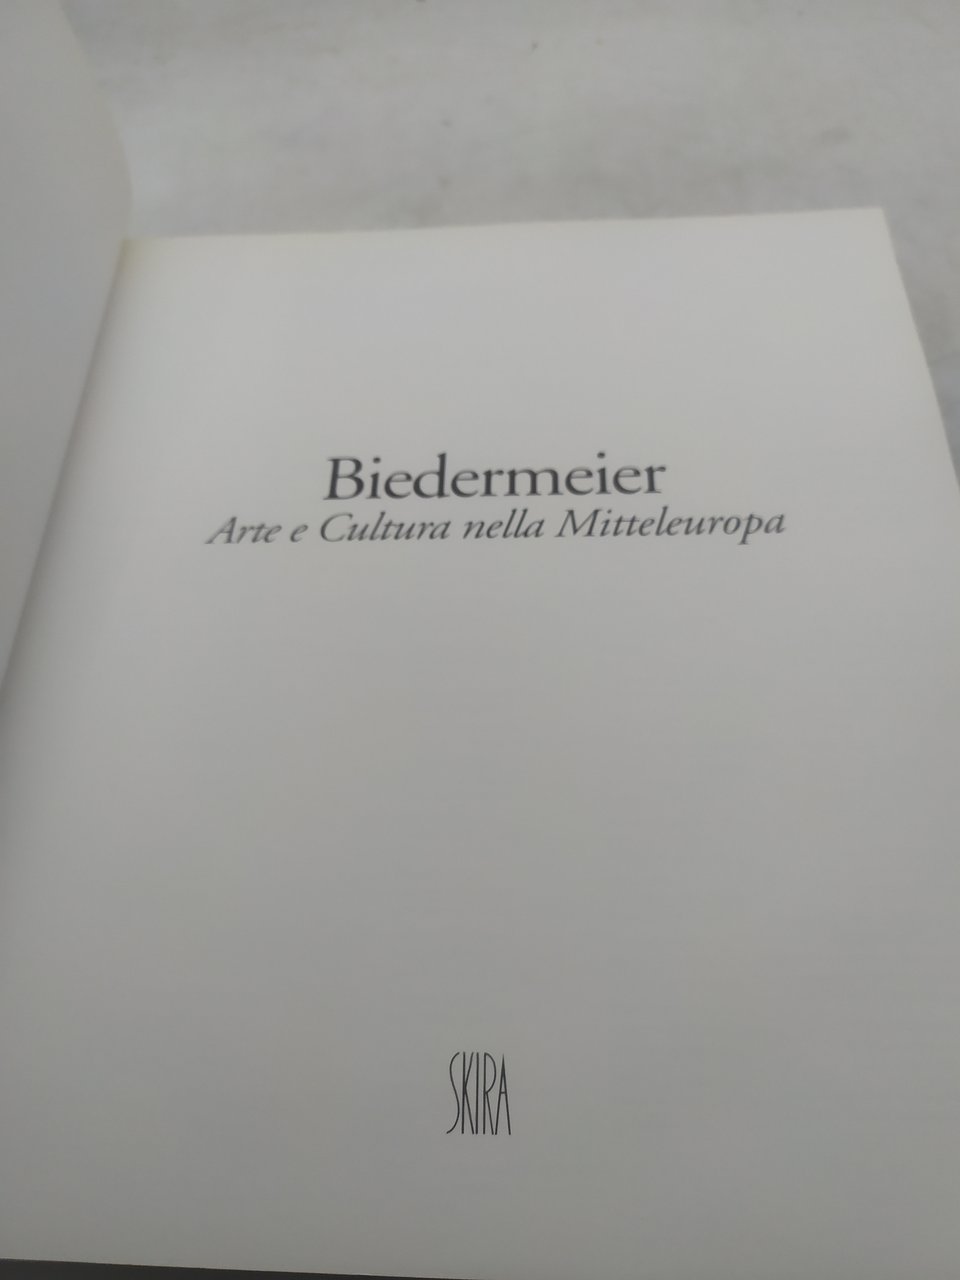 Biedermeier
Arte e Cultura nella Mitteleuropa
SKIRA